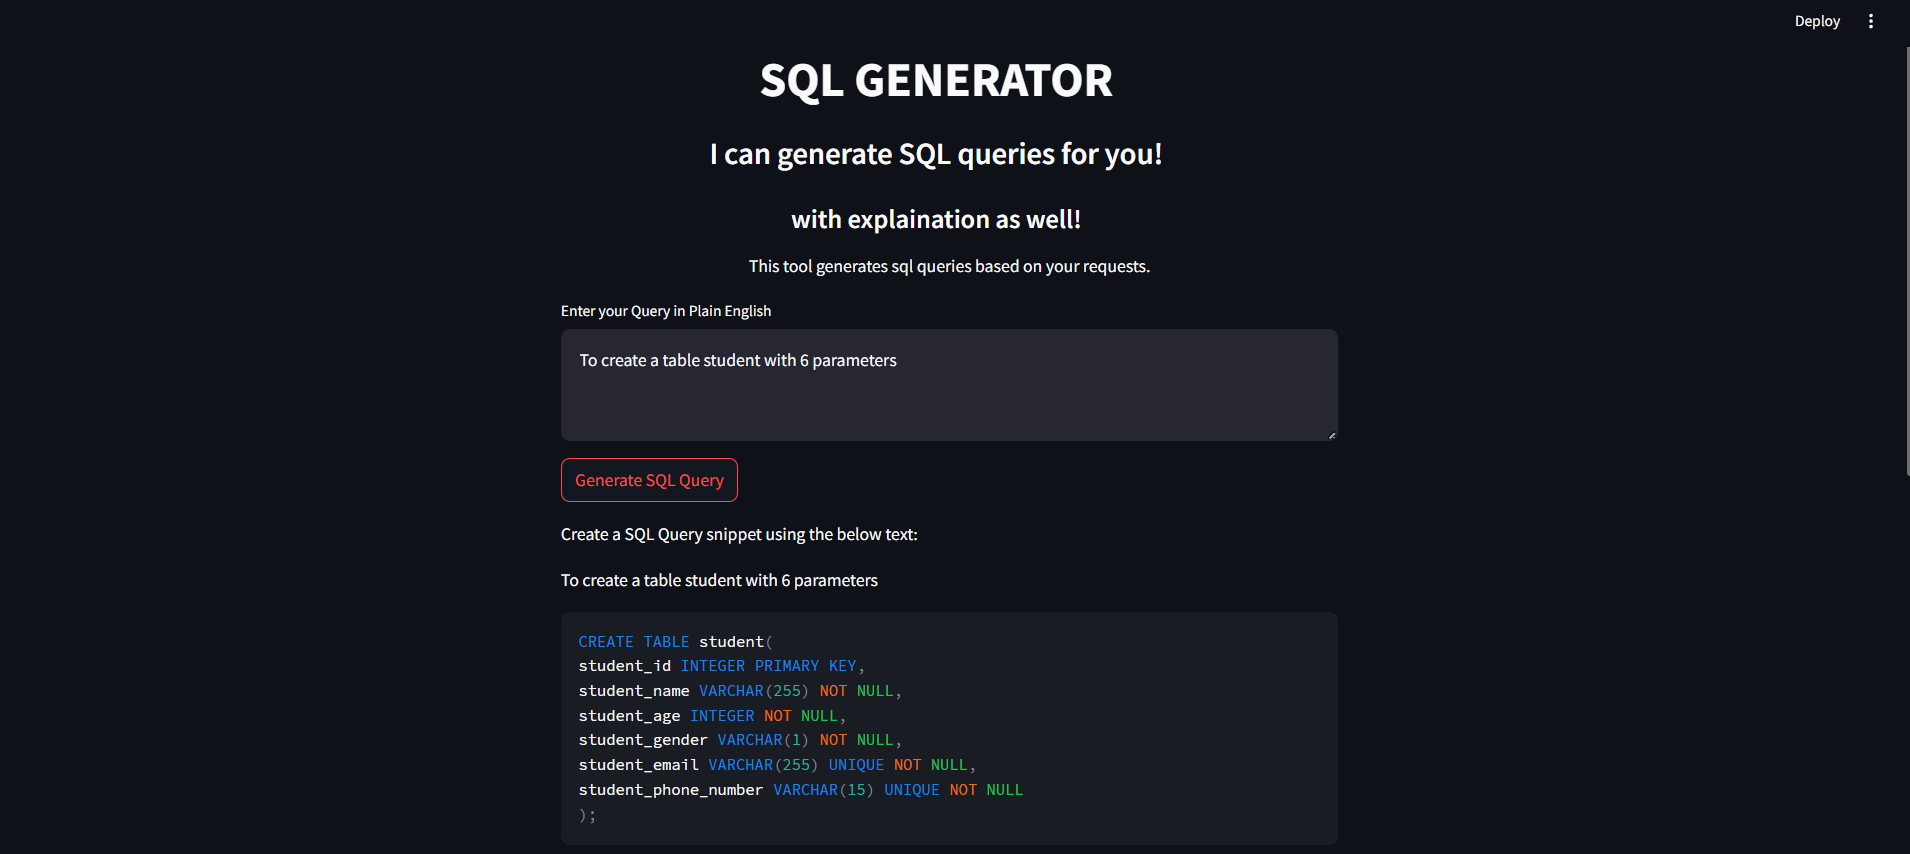 Deploy
SQL GENERATOR
I can generate SQL queries for you!
with explaination as well!
This tool generates sql queries based on your requests.
Enter your Query in Plain English
To create a table student with 6 parameters
Generate SQL Query
Create a SQL Query snippet using the below text:
To create a table student with 6 parameters
CREATE TABLE student(
student_id INTEGER PRIMARY KEY,
student_name VARCHAR(255) NOT NULL,
student_age INTEGER NOT NULL,
student_gender VARCHAR(1) NOT NULL,
student_email VARCHAR(255) UNIQUE NOT NULL,
student_phone_number VARCHAR(15) UNIQUE NOT NULL
);